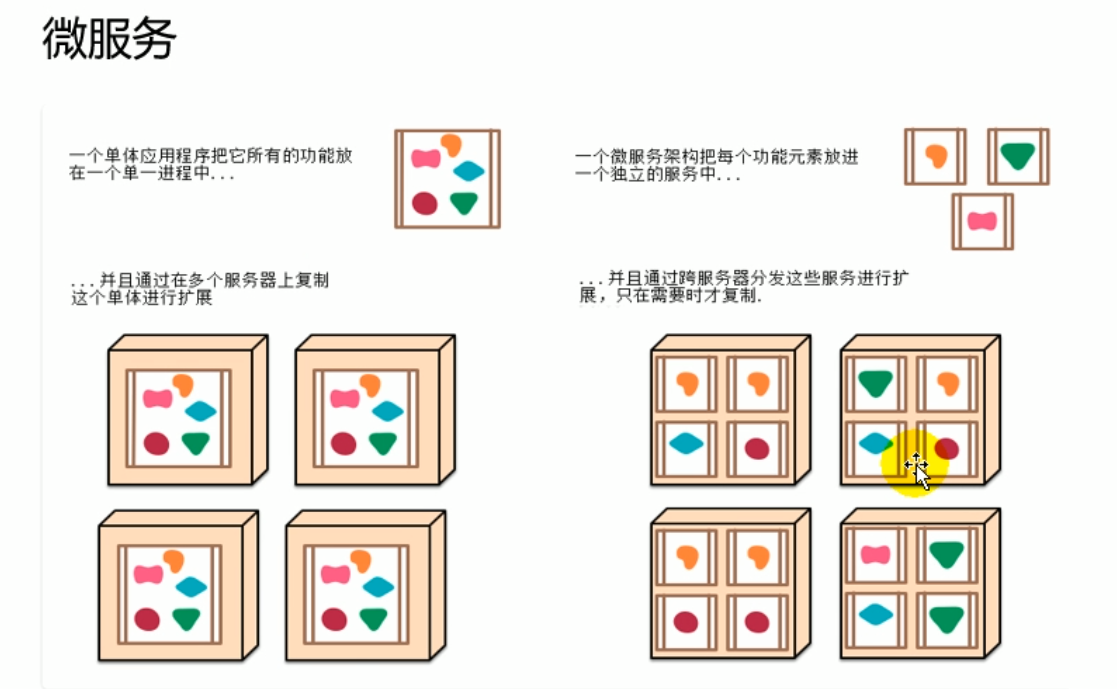 微服务
一个单体应用程序把它所有的功能放
在一个单一进程中...
一个微服务架构把每个功能元素放进
一个独立的服务中...
...并且通过在多个服务器上复制
这个单体进行扩展
...并且通过跨服务器分发这些服务进行扩
展，只在需要时才复制.